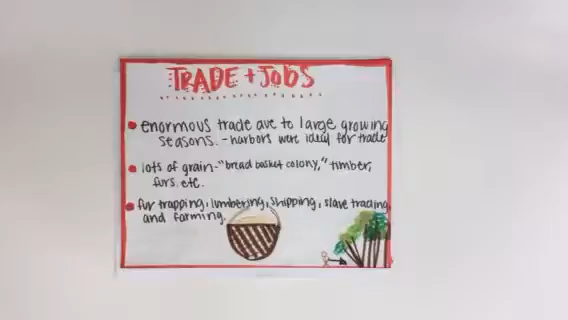 TRADE + JOBS
enormous trade due to large growing
seasons. - harbors were ideal for trade
lots of grain-"bread basket colony," timber,
furs, etc.
fur trapping, lumbering, shipping, slave trading,
and farming.